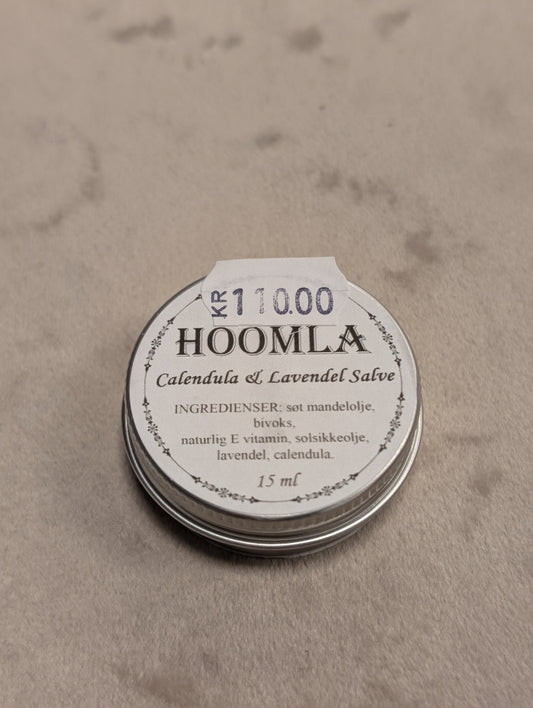 KR 110.00
HOOMLA
Calendula & Lavendel Salve
INGREDIENSER: søt mandelolje,
bivoks,
naturlig E vitamin, solsikkeolje,
lavendel, calendula.
15 ml